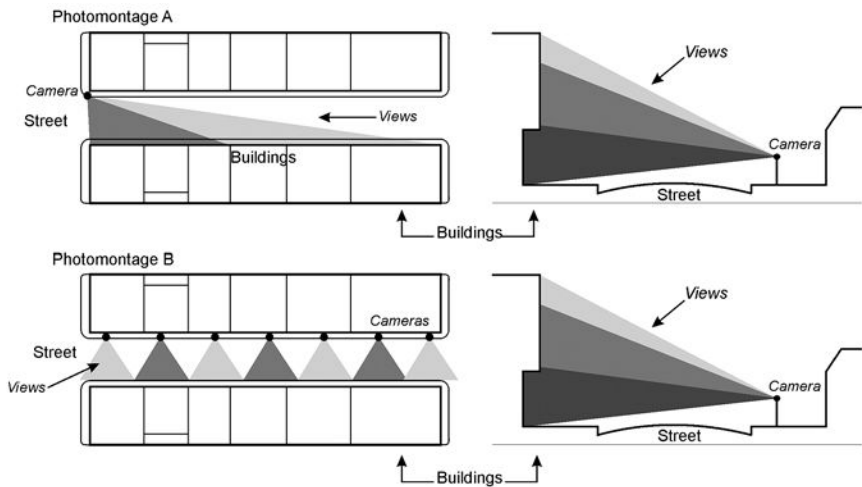 Photomontage A
Camera
Street
Views
Buildings
Views
Camera
Street
Buildings
Photomontage B
Cameras
Street
Views
Views
Camera
Street
Buildings